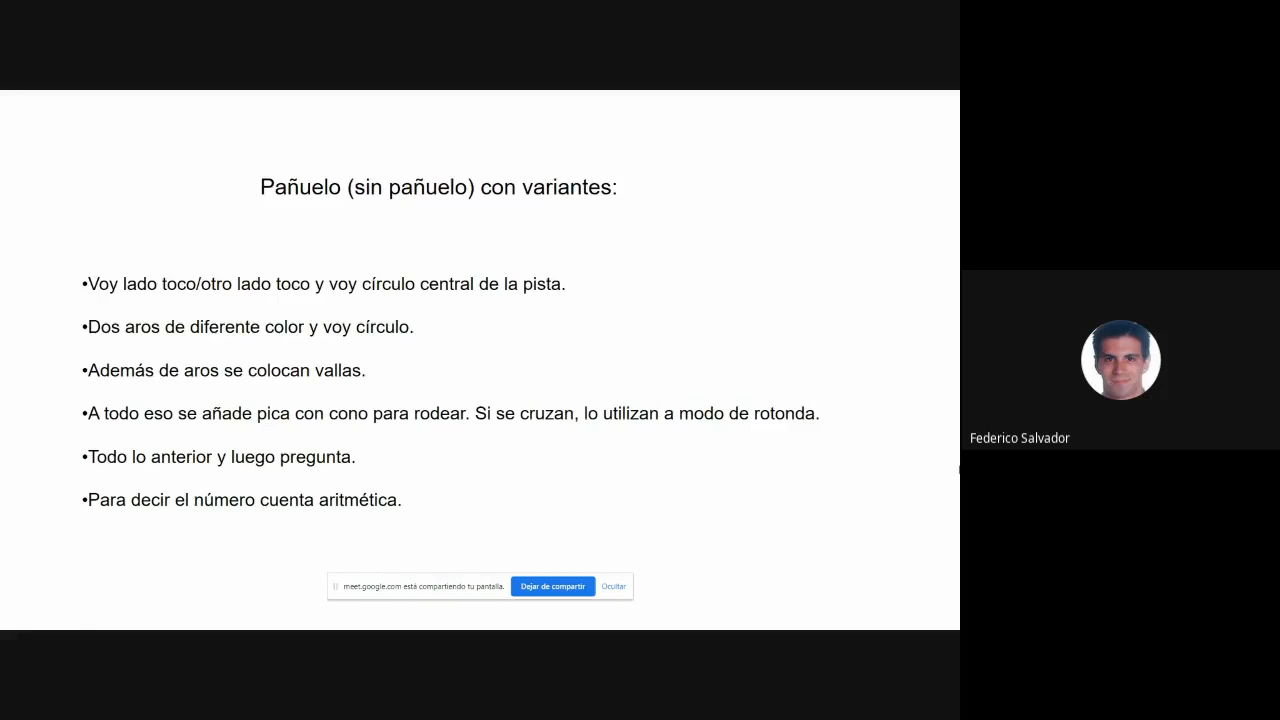 Pañuelo (sin pañuelo) con variantes:
•Voy lado toco/otro lado toco y voy círculo central de la pista.
•Dos aros de diferente color y voy círculo.
•Además de aros se colocan vallas.
•A todo eso se añade pica con cono para rodear. Si se cruzan, lo utilizan a modo de rotonda.
•Todo lo anterior y luego pregunta.
•Para decir el número cuenta aritmética.
meet.google.com está compartiendo tu pantalla. Dejar de compartir Ocultar
Federico Salvador